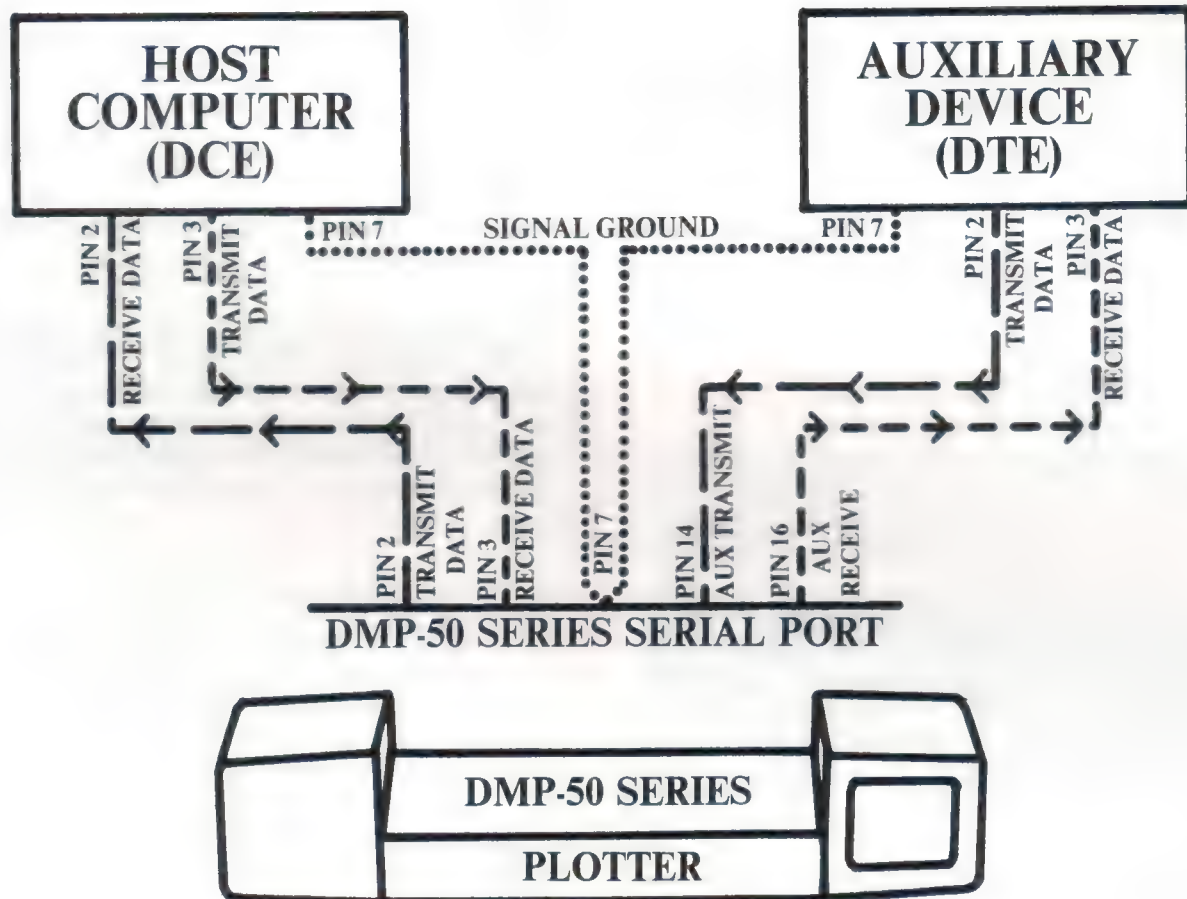 HOST
COMPUTER
(DCE)
AUXILIARY
DEVICE
(DTE)
PIN 2
RECEIVE DATA
PIN 3
TRANSMIT
DATA
PIN 7
SIGNAL GROUND
PIN 7
PIN 2
TRANSMIT
DATA
PIN 3
RECEIVE DATA
PIN 2
TRANSMIT
DATA
PIN 3
RECEIVE DATA
PIN 7
PIN 14
AUX TRANSMIT
PIN 16
AUX
RECEIVE
DMP-50 SERIES SERIAL PORT
DMP-50 SERIES
PLOTTER